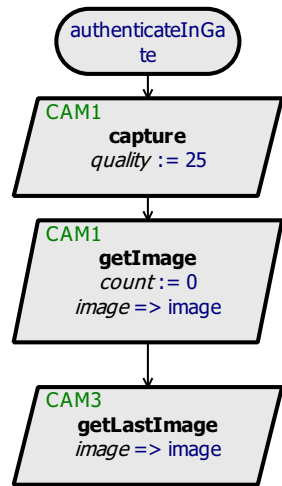 authenticateInGa
te
CAM1
capture
quality := 25
CAM1
getImage
count := 0
image => image
CAM3
getLastImage
image => image